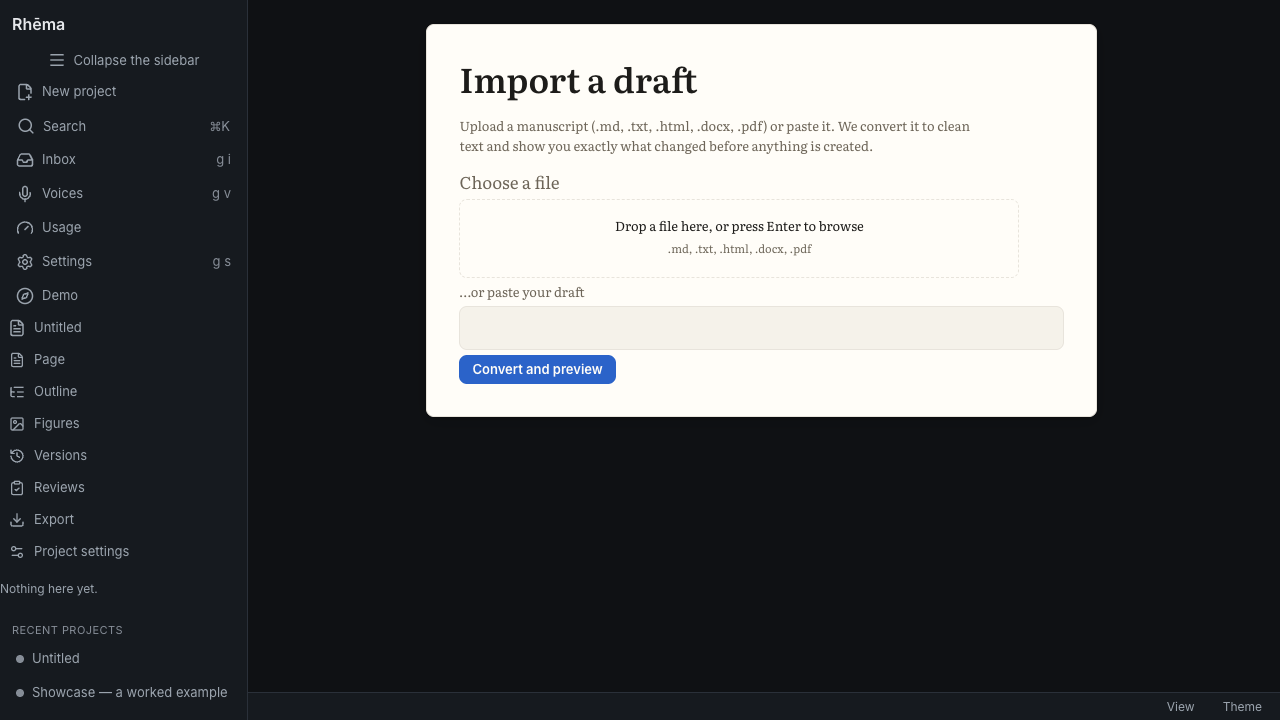 Rhēma
Collapse the sidebar
New project
Search ⌘K
Inbox g i
Voices g v
Usage
Settings g s
Demo
Untitled
Page
Outline
Figures
Versions
Reviews
Export
Project settings
Nothing here yet.
RECENT PROJECTS
Untitled
Showcase — a worked example
Import a draft
Upload a manuscript (.md, .txt, .html, .docx, .pdf) or paste it. We convert it to clean
text and show you exactly what changed before anything is created.
Choose a file
Drop a file here, or press Enter to browse
.md, .txt, .html, .docx, .pdf
…or paste your draft
Convert and preview
View Theme